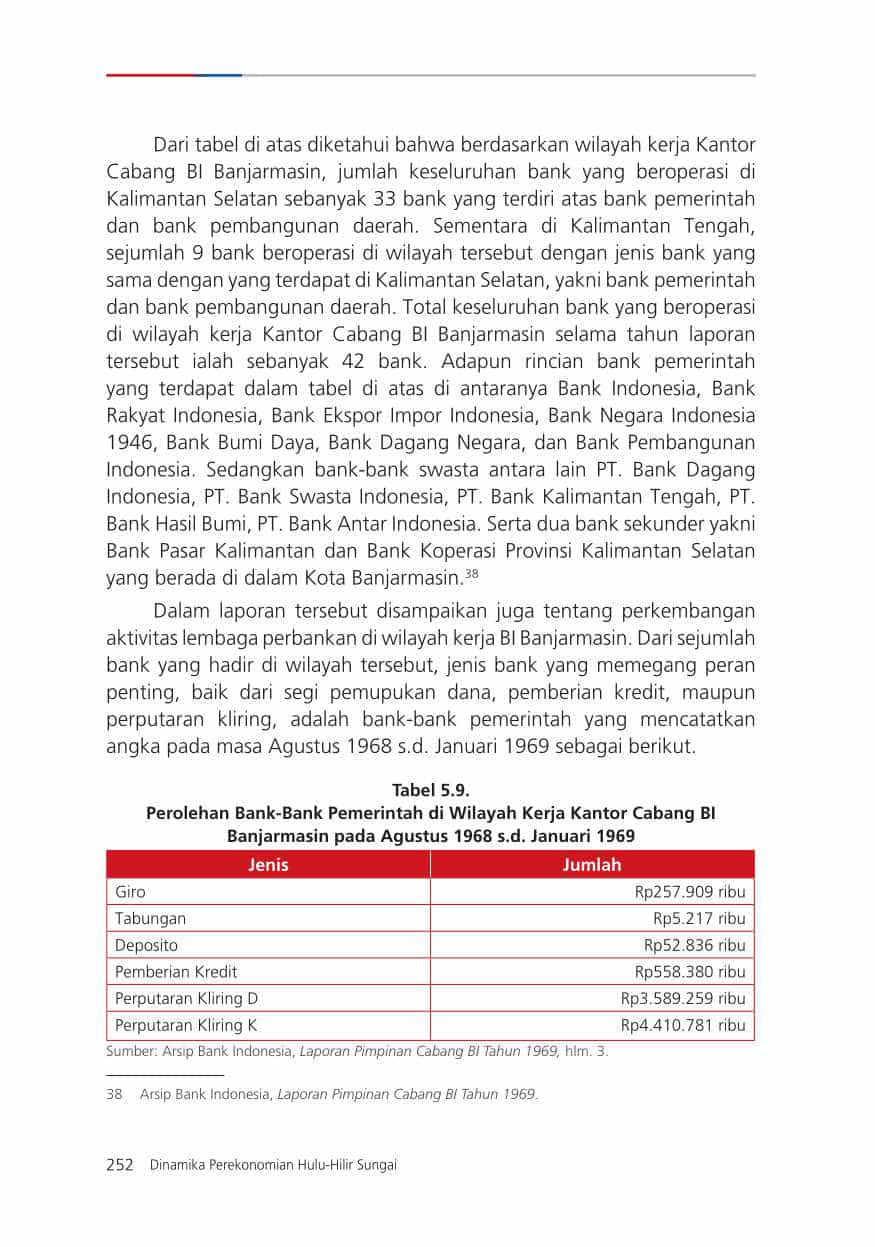 Dari tabel di atas diketahui bahwa berdasarkan wilayah kerja Kantor
Cabang BI Banjarmasin, jumlah keseluruhan bank yang beroperasi di
Kalimantan Selatan sebanyak 33 bank yang terdiri atas bank pemerintah
dan bank pembangunan daerah. Sementara di Kalimantan Tengah,
sejumlah 9 bank beroperasi di wilayah tersebut dengan jenis bank yang
sama dengan yang terdapat di Kalimantan Selatan, yakni bank pemerintah
dan bank pembangunan daerah. Total keseluruhan bank yang beroperasi
di wilayah kerja Kantor Cabang BI Banjarmasin selama tahun laporan
tersebut ialah sebanyak 42 bank. Adapun rincian bank pemerintah
yang terdapat dalam tabel di atas di antaranya Bank Indonesia, Bank
Rakyat Indonesia, Bank Ekspor Impor Indonesia, Bank Negara Indonesia
1946, Bank Bumi Daya, Bank Dagang Negara, dan Bank Pembangunan
Indonesia. Sedangkan bank-bank swasta antara lain PT. Bank Dagang
Indonesia, PT. Bank Swasta Indonesia, PT. Bank Kalimantan Tengah, PT.
Bank Hasil Bumi, PT. Bank Antar Indonesia. Serta dua bank sekunder yakni
Bank Pasar Kalimantan dan Bank Koperasi Provinsi Kalimantan Selatan
yang berada di dalam Kota Banjarmasin.38
Dalam laporan tersebut disampaikan juga tentang perkembangan
aktivitas lembaga perbankan di wilayah kerja BI Banjarmasin. Dari sejumlah
bank yang hadir di wilayah tersebut, jenis bank yang memegang peran
penting, baik dari segi pemupukan dana, pemberian kredit, maupun
perputaran kliring, adalah bank-bank pemerintah yang mencatatkan
angka pada masa Agustus 1968 s.d. Januari 1969 sebagai berikut.
Tabel 5.9.
Perolehan Bank-Bank Pemerintah di Wilayah Kerja Kantor Cabang BI
Banjarmasin pada Agustus 1968 s.d. Januari 1969
Jenis Jumlah
Giro Rp257.909 ribu
Tabungan Rp5.217 ribu
Deposito Rp52.836 ribu
Pemberian Kredit Rp558.380 ribu
Perputaran Kliring D Rp3.589.259 ribu
Perputaran Kliring K Rp4.410.781 ribu
Sumber: Arsip Bank Indonesia, Laporan Pimpinan Cabang BI Tahun 1969, hlm. 3.
38 Arsip Bank Indonesia, Laporan Pimpinan Cabang BI Tahun 1969.
252 Dinamika Perekonomian Hulu-Hilir Sungai